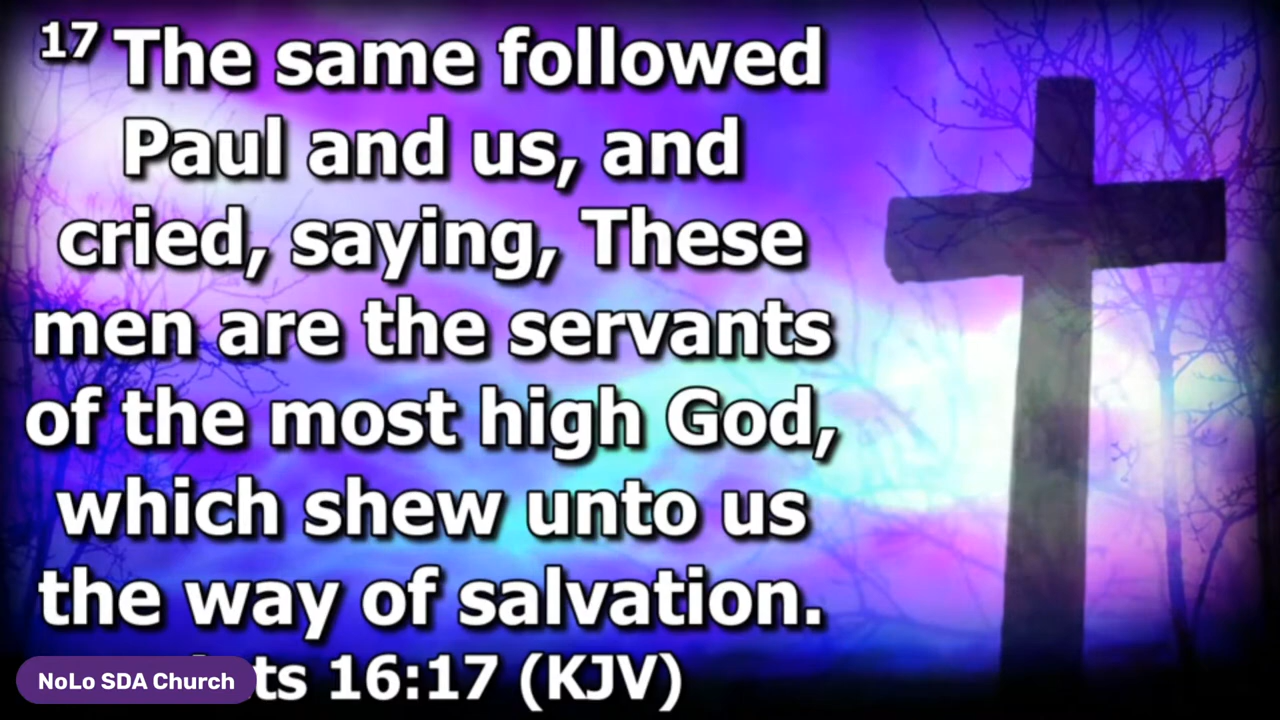 17 The same followed
Paul and us, and
cried, saying, These
men are the servants
of the most high God,
which shew unto us
the way of salvation.
16:17 (KJV)
NoLo SDA Church